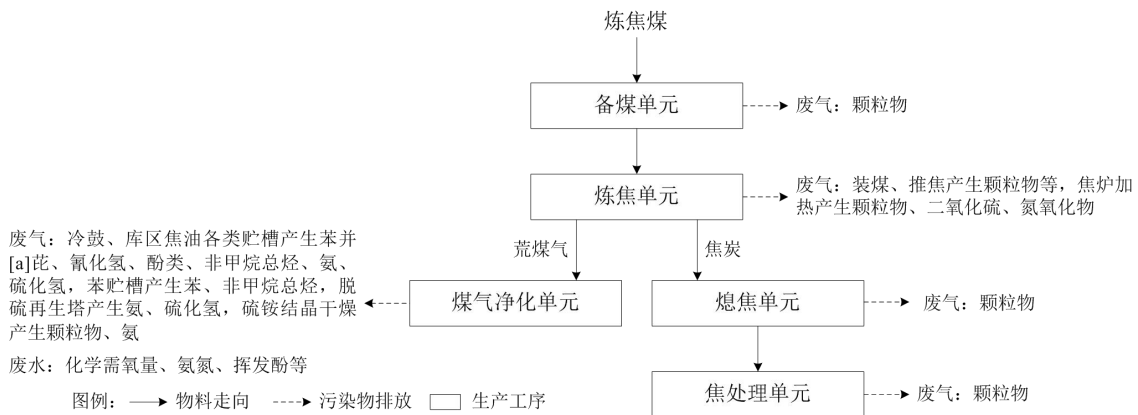 炼焦煤
备煤单元
废气：颗粒物
炼焦单元
废气：装煤、推焦产生颗粒物等，焦炉加
热产生颗粒物、二氧化硫、氮氧化物
荒煤气
焦炭
废气：冷鼓、库区焦油各类贮槽产生苯并
[a]芘、氰化氢、酚类、非甲烷总烃、氨、
硫化氢，苯贮槽产生苯、非甲烷总烃，脱
硫再生塔产生氨、硫化氢，硫铵结晶干燥
产生颗粒物、氨
煤气净化单元
熄焦单元
废气：颗粒物
废水：化学需氧量、氨氮、挥发酚等
焦处理单元
废气：颗粒物
图例： 物料走向 污染物排放 生产工序